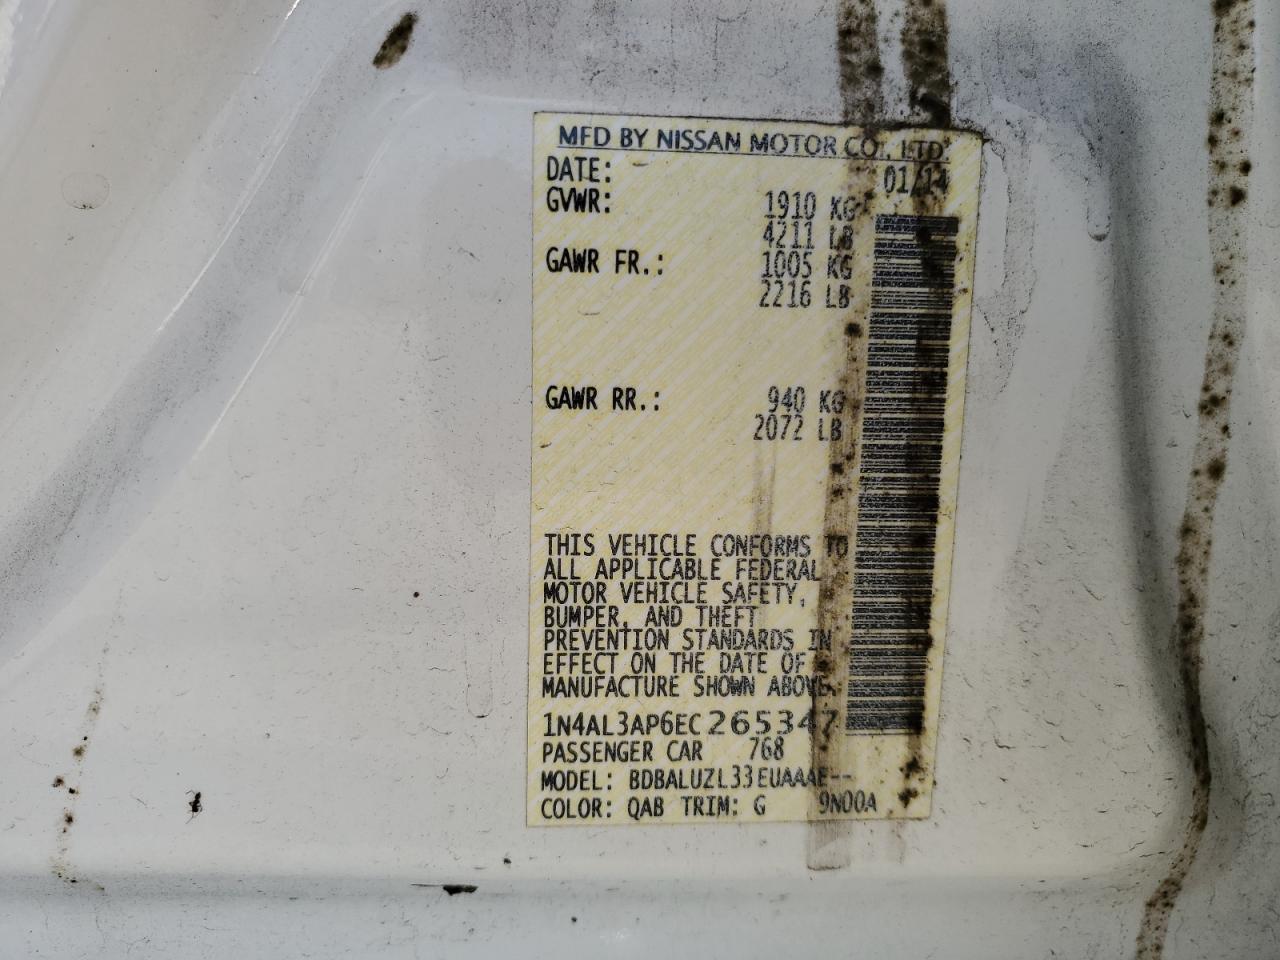 MFD BY NISSAN MOTOR CO., LTD.
DATE: 01/14
GVWR: 1910 KG
4211 LB
GAWR FR.: 1005 KG
2216 LB
GAWR RR.: 940 KG
2072 LB
THIS VEHICLE CONFORMS TO
ALL APPLICABLE FEDERAL
MOTOR VEHICLE SAFETY,
BUMPER, AND THEFT
PREVENTION STANDARDS IN
EFFECT ON THE DATE OF
MANUFACTURE SHOWN ABOVE.
1N4AL3AP6EC265347
PASSENGER CAR 768
MODEL: BDBALUZL33EUAAAE--
COLOR: QAB TRIM: G 9N00A